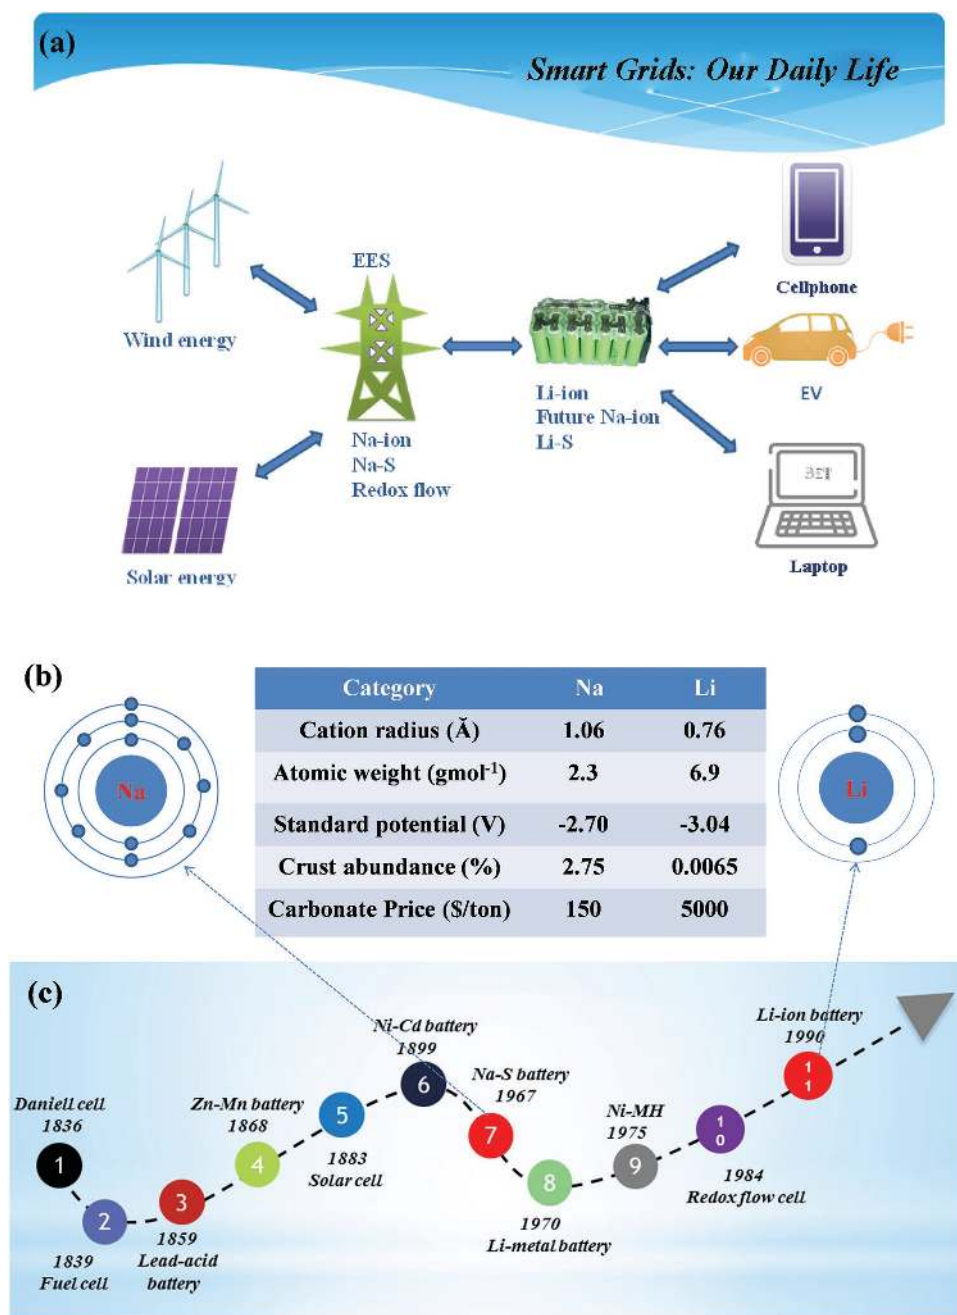 (a)
Smart Grids: Our Daily Life
Wind energy
Solar energy
EES
Na-ion
Na-S
Redox flow
Li-ion
Future Na-ion
Li-S
Cellphone
EV
Laptop
(b)
Na
Category Na Li
Cation radius (Ǎ) 1.06 0.76
Atomic weight (gmol-1) 2.3 6.9
Standard potential (V) -2.70 -3.04
Crust abundance (%) 2.75 0.0065
Carbonate Price ($/ton) 150 5000
Li
(c)
Daniell cell
1836
1
2
1839
Fuel cell
3
1859
Lead-acid
battery
Zn-Mn battery
1868
4
5
1883
Solar cell
Ni-Cd battery
1899
6
Na-S battery
1967
7
8
1970
Li-metal battery
Ni-MH
1975
9
1
0
1984
Redox flow cell
Li-ion battery
1990
1
1